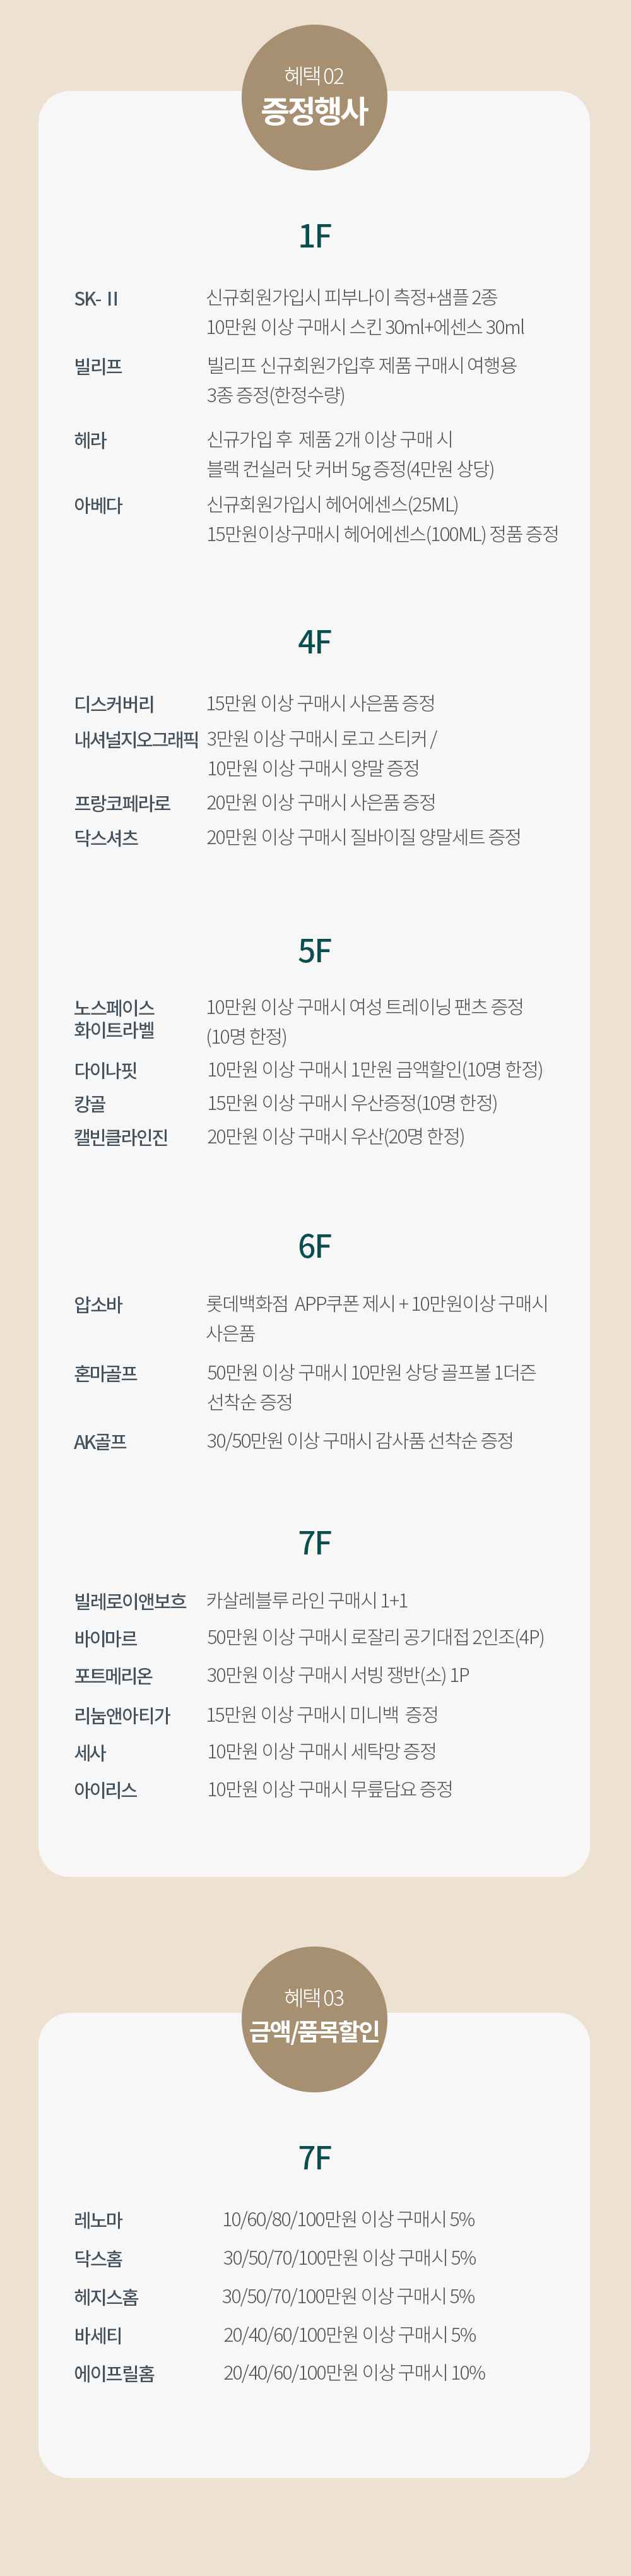 혜택 02
증정행사
1F
SK-Ⅱ 신규회원가입시 피부나이 측정+샘플 2종
10만원 이상 구매시 스킨 30ml+에센스 30ml
빌리프 빌리프 신규회원가입후 제품 구매시 여행용
3종 증정(한정수량)
헤라 신규가입 후 제품 2개 이상 구매 시
블랙 컨실러 닷 커버 5g 증정(4만원 상당)
아베다 신규회원가입시 헤어에센스(25ML)
15만원이상구매시 헤어에센스(100ML) 정품 증정
4F
디스커버리 15만원 이상 구매시 사은품 증정
내셔널지오그래픽 3만원 이상 구매시 로고 스티커 /
10만원 이상 구매시 양말 증정
프랑코페라로 20만원 이상 구매시 사은품 증정
닥스셔츠 20만원 이상 구매시 질바이질 양말세트 증정
5F
노스페이스 10만원 이상 구매시 여성 트레이닝 팬츠 증정
화이트라벨 (10명 한정)
다이나핏 10만원 이상 구매시 1만원 금액할인(10명 한정)
캉골 15만원 이상 구매시 우산증정(10명 한정)
캘빈클라인진 20만원 이상 구매시 우산(20명 한정)
6F
압소바 롯데백화점 APP쿠폰 제시 + 10만원이상 구매시
사은품
혼마골프 50만원 이상 구매시 10만원 상당 골프볼 1더즌
선착순 증정
AK골프 30/50만원 이상 구매시 감사품 선착순 증정
7F
빌레로이앤보흐 카살레블루 라인 구매시 1+1
바이마르 50만원 이상 구매시 로잘리 공기대접 2인조(4P)
포트메리온 30만원 이상 구매시 서빙 쟁반(소) 1P
리눔앤아티가 15만원 이상 구매시 미니백 증정
세사 10만원 이상 구매시 세탁망 증정
아이리스 10만원 이상 구매시 무릎담요 증정
혜택 03
금액/품목할인
7F
레노마 10/60/80/100만원 이상 구매시 5%
닥스홈 30/50/70/100만원 이상 구매시 5%
헤지스홈 30/50/70/100만원 이상 구매시 5%
바세티 20/40/60/100만원 이상 구매시 5%
에이프릴홈 20/40/60/100만원 이상 구매시 10%